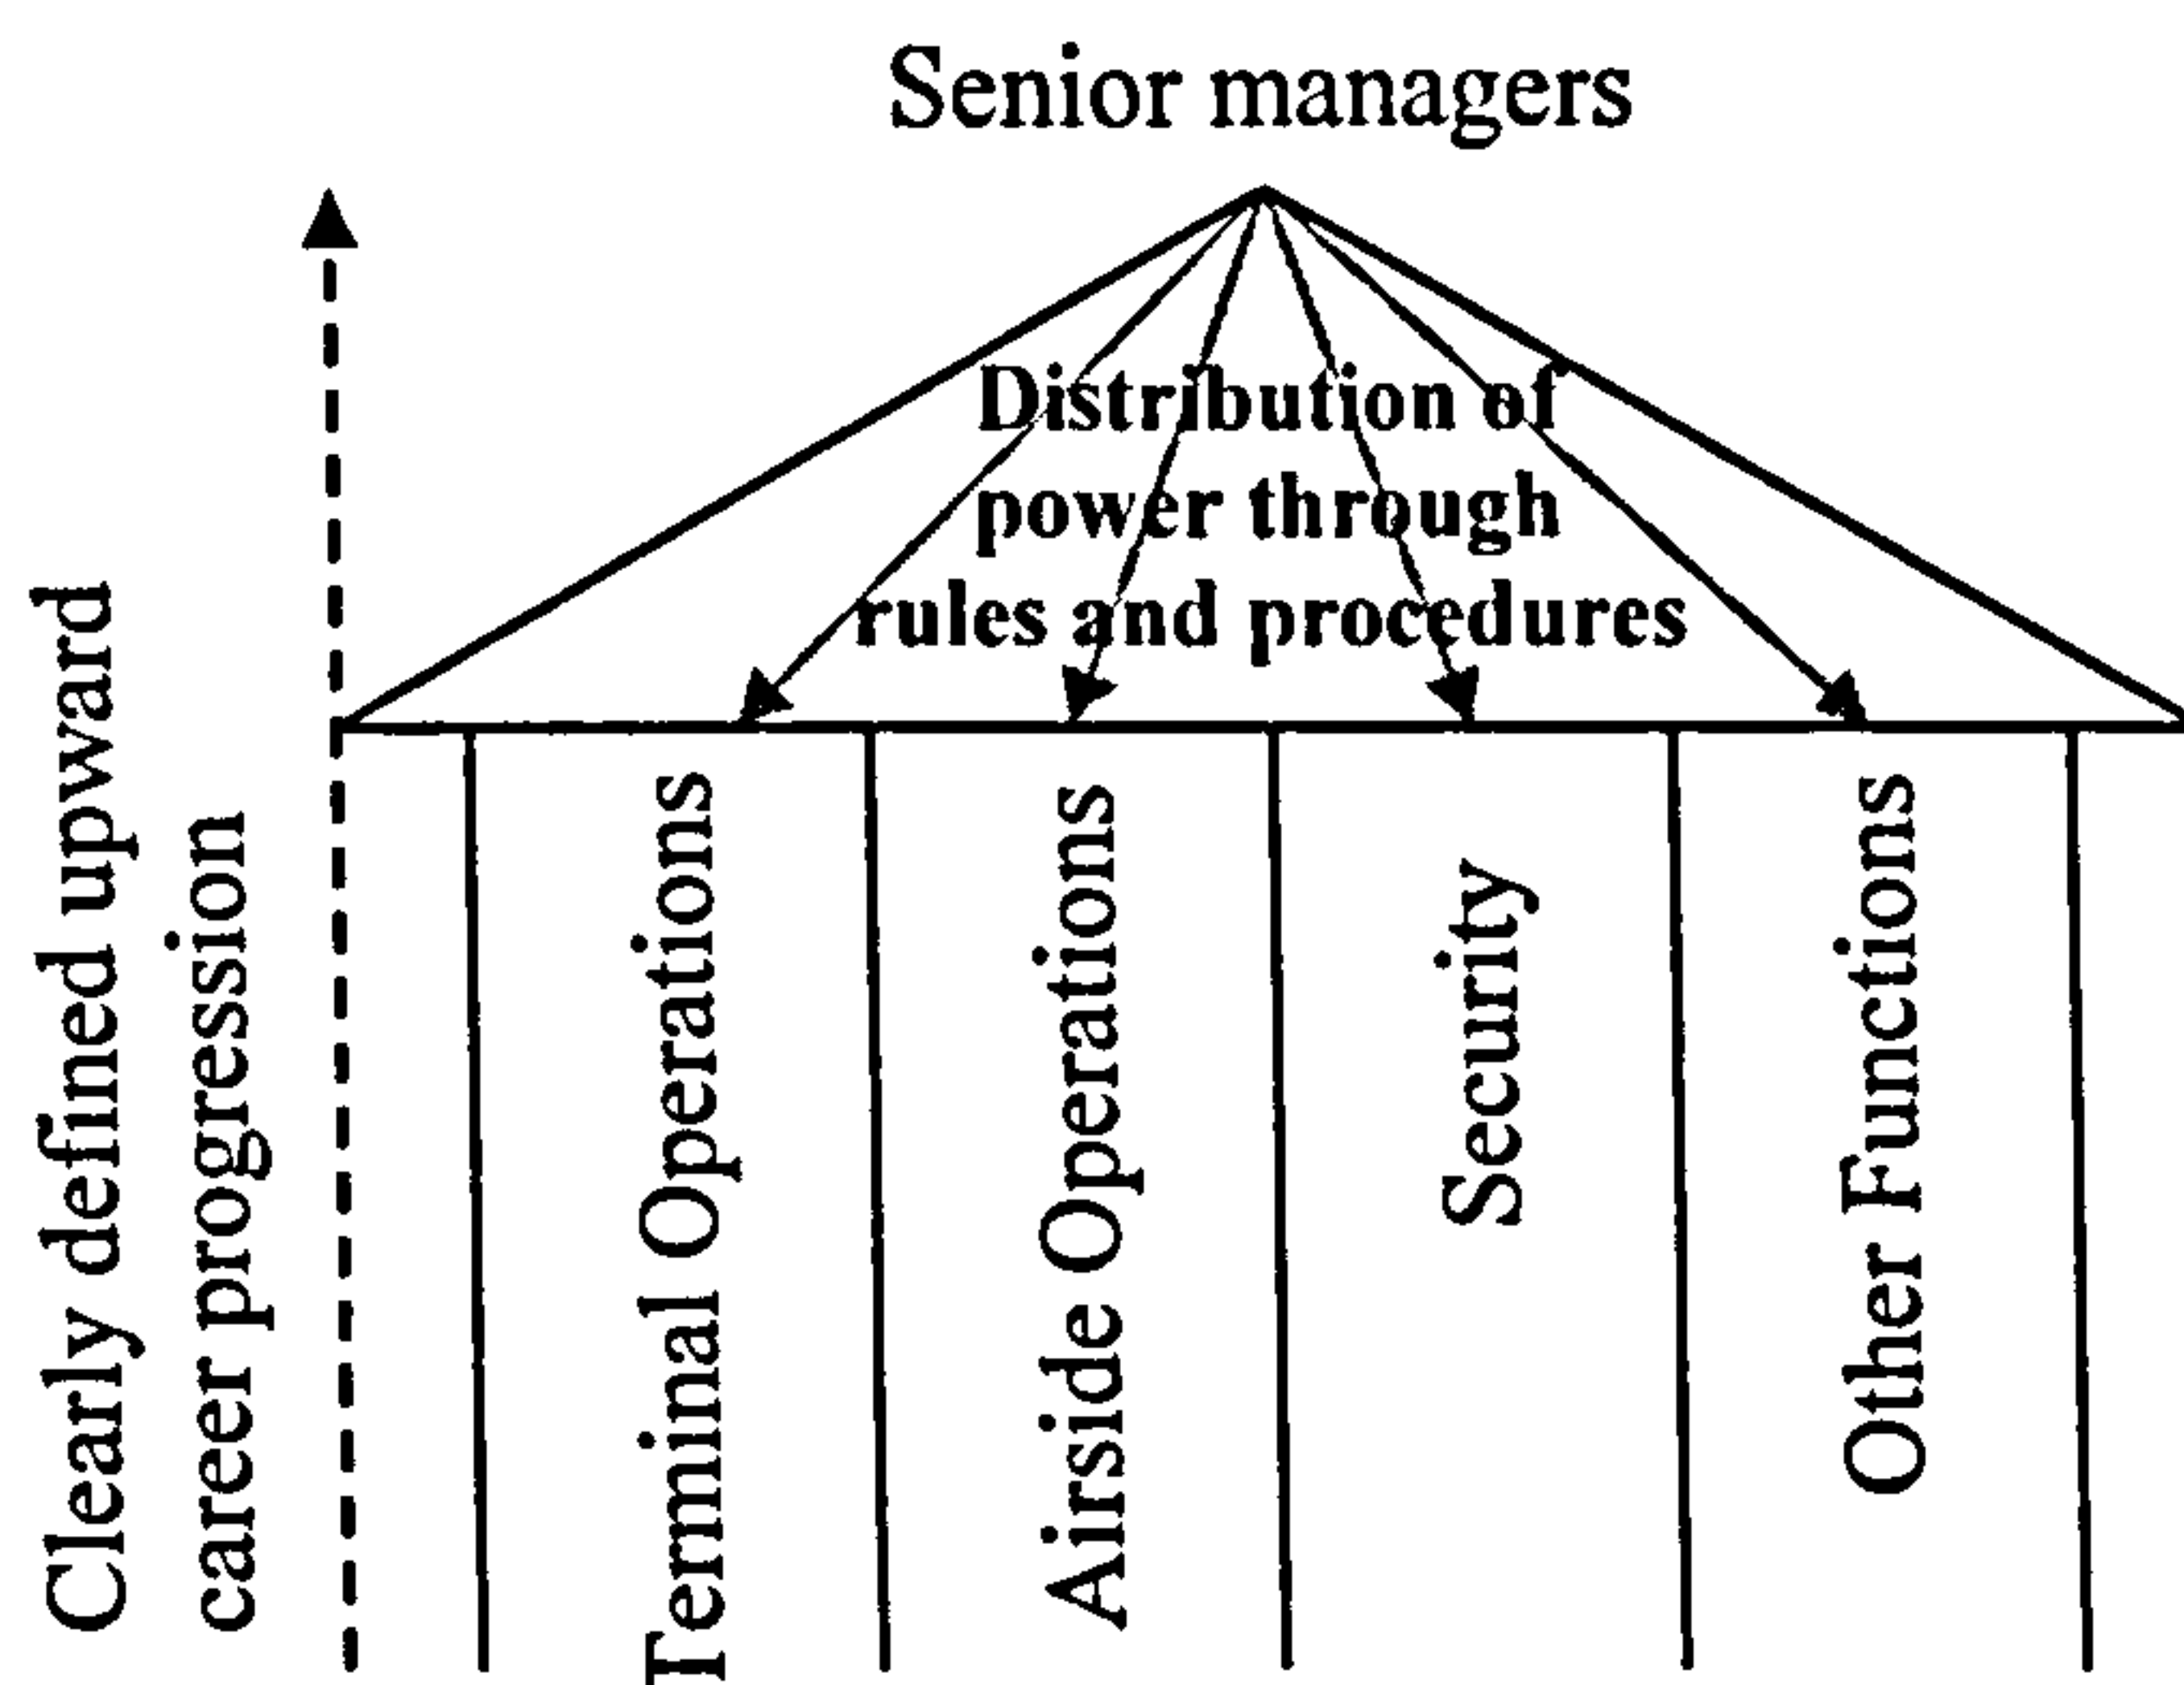 Senior managers
Distribution of
power through
rules and procedures
Clearly defined upward
career progression
Terminal Operations
Airside Operations
Security
Other Functions